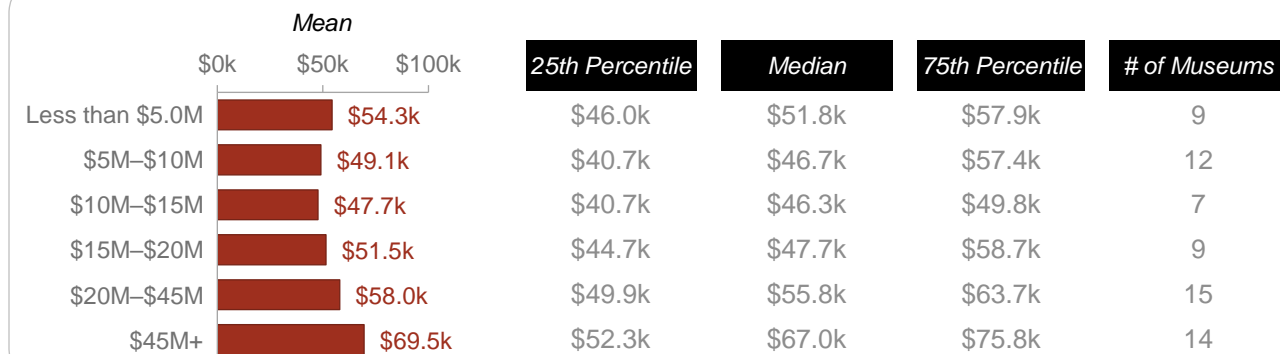 Mean
$0k $50k $100k 25th Percentile Median 75th Percentile # of Museums
Less than $5.0M $54.3k $46.0k $51.8k $57.9k 9
$5M–$10M $49.1k $40.7k $46.7k $57.4k 12
$10M–$15M $47.7k $40.7k $46.3k $49.8k 7
$15M–$20M $51.5k $44.7k $47.7k $58.7k 9
$20M–$45M $58.0k $49.9k $55.8k $63.7k 15
$45M+ $69.5k $52.3k $67.0k $75.8k 14